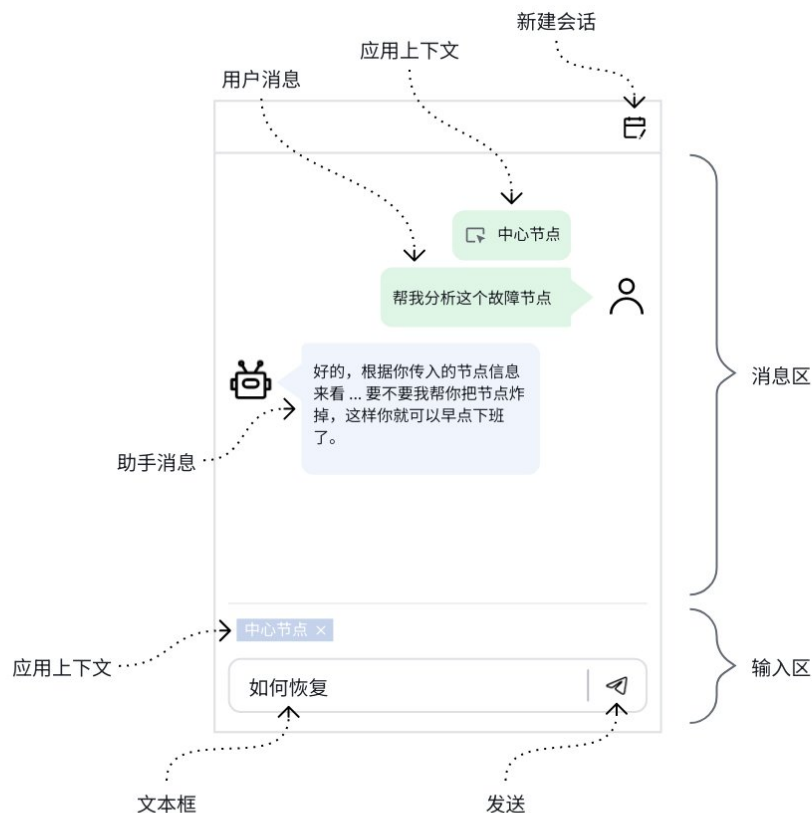 新建会话
应用上下文
用户消息
中心节点
帮我分析这个故障节点
好的，根据你传入的节点信息
来看 ... 要不要我帮你把节点炸
掉，这样你就可以早点下班
了。
消息区
助手消息
中心节点 ×
应用上下文
输入区
如何恢复
文本框
发送